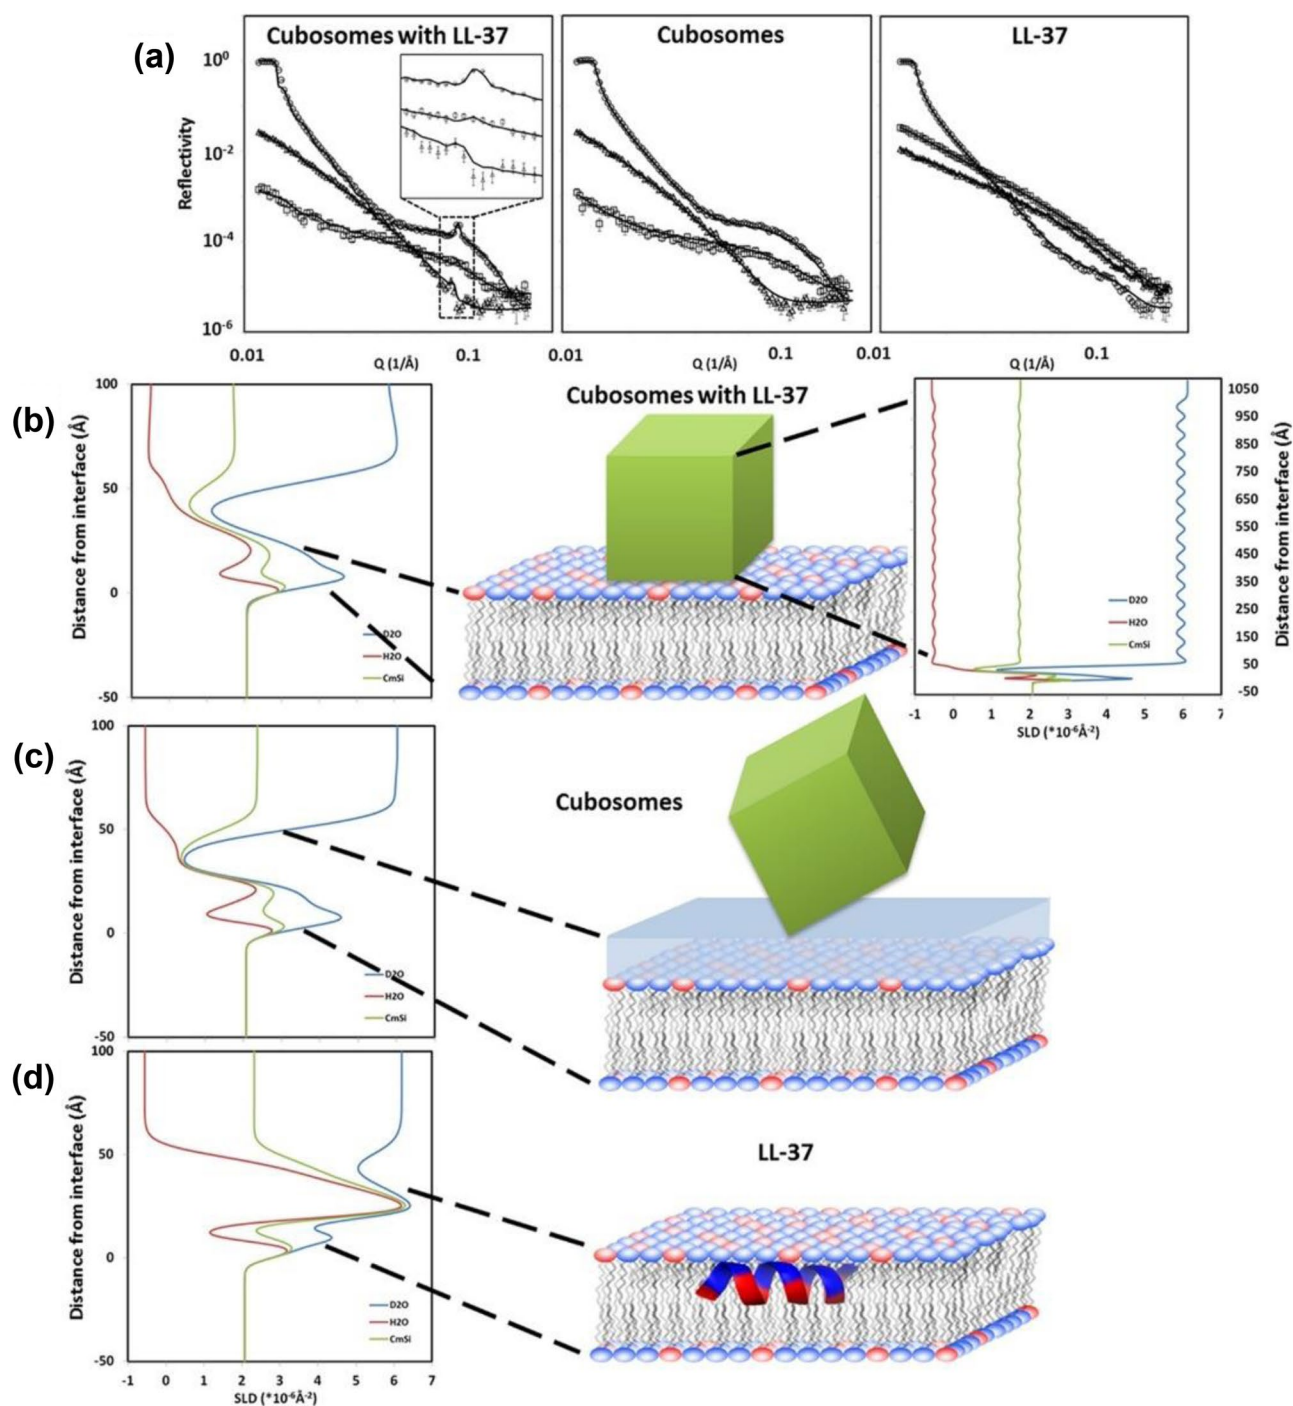 (a)
Cubosomes with LL-37
Cubosomes
LL-37
Reflectivity
10⁰
10⁻²
10⁻⁴
10⁻⁶
0.01
Q (1/Å)
0.1
0.01
Q (1/Å)
0.1
0.01
Q (1/Å)
0.1
(b)
Distance from interface (Å)
100
50
0
-50
D2O
H2O
CmSi
Cubosomes with LL-37
1050
950
850
750
650
550
450
350
250
150
50
-50
Distance from interface (Å)
D2O
H2O
CmSi
-1 0 1 2 3 4 5 6 7
SLD (*10⁻⁶Å⁻²)
(c)
Distance from interface (Å)
100
50
0
-50
D2O
H2O
CmSi
Cubosomes
(d)
Distance from interface (Å)
100
50
0
-50
D2O
H2O
CmSi
-1 0 1 2 3 4 5 6 7
SLD (*10⁻⁶Å⁻²)
LL-37